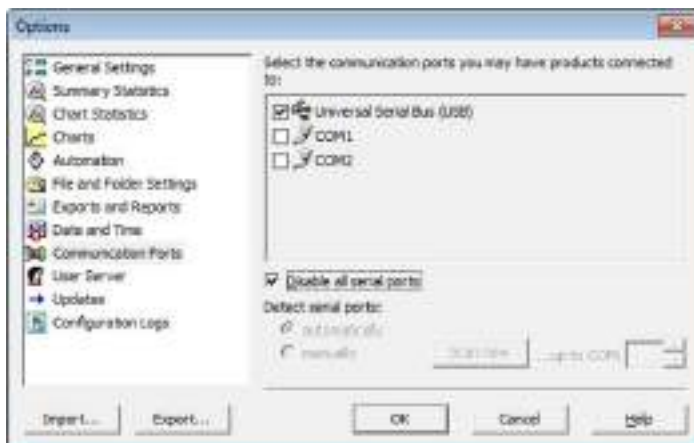 Options
General Settings
Summary Statistics
Chart Statistics
Charts
Automation
File and Folder Settings
Exports and Reports
Date and Time
Communication Ports
User Server
Updates
Configuration Logs
Import...
Export...
Select the communication ports you may have products connected
to:
Universal Serial Bus (USB)
COM1
COM2
Disable all serial ports
Detect serial ports:
automatically
manually
Scan now
up to COM
OK
Cancel
Help